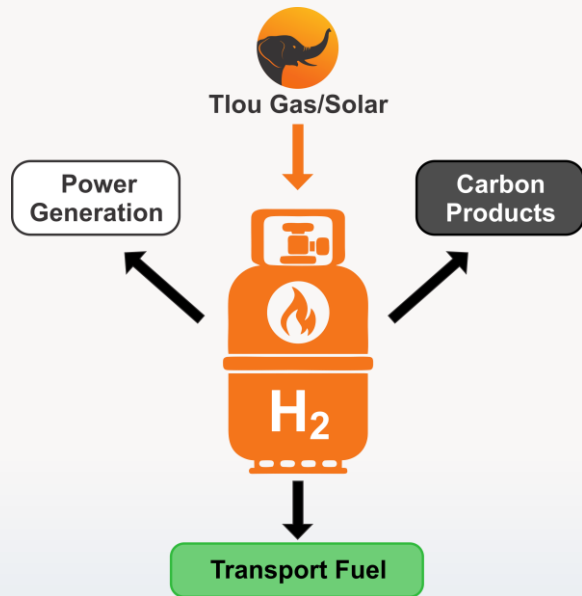 Tlou Gas/Solar
Power
Generation
Carbon
Products
H₂
Transport Fuel